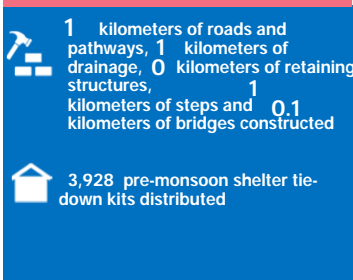 1 kilometers of roads and
pathways, 1 kilometers of
drainage, 0 kilometers of retaining
structures, 1
kilometers of steps and 0.1
kilometers of bridges constructed
3,928 pre-monsoon shelter tie-
down kits distributed